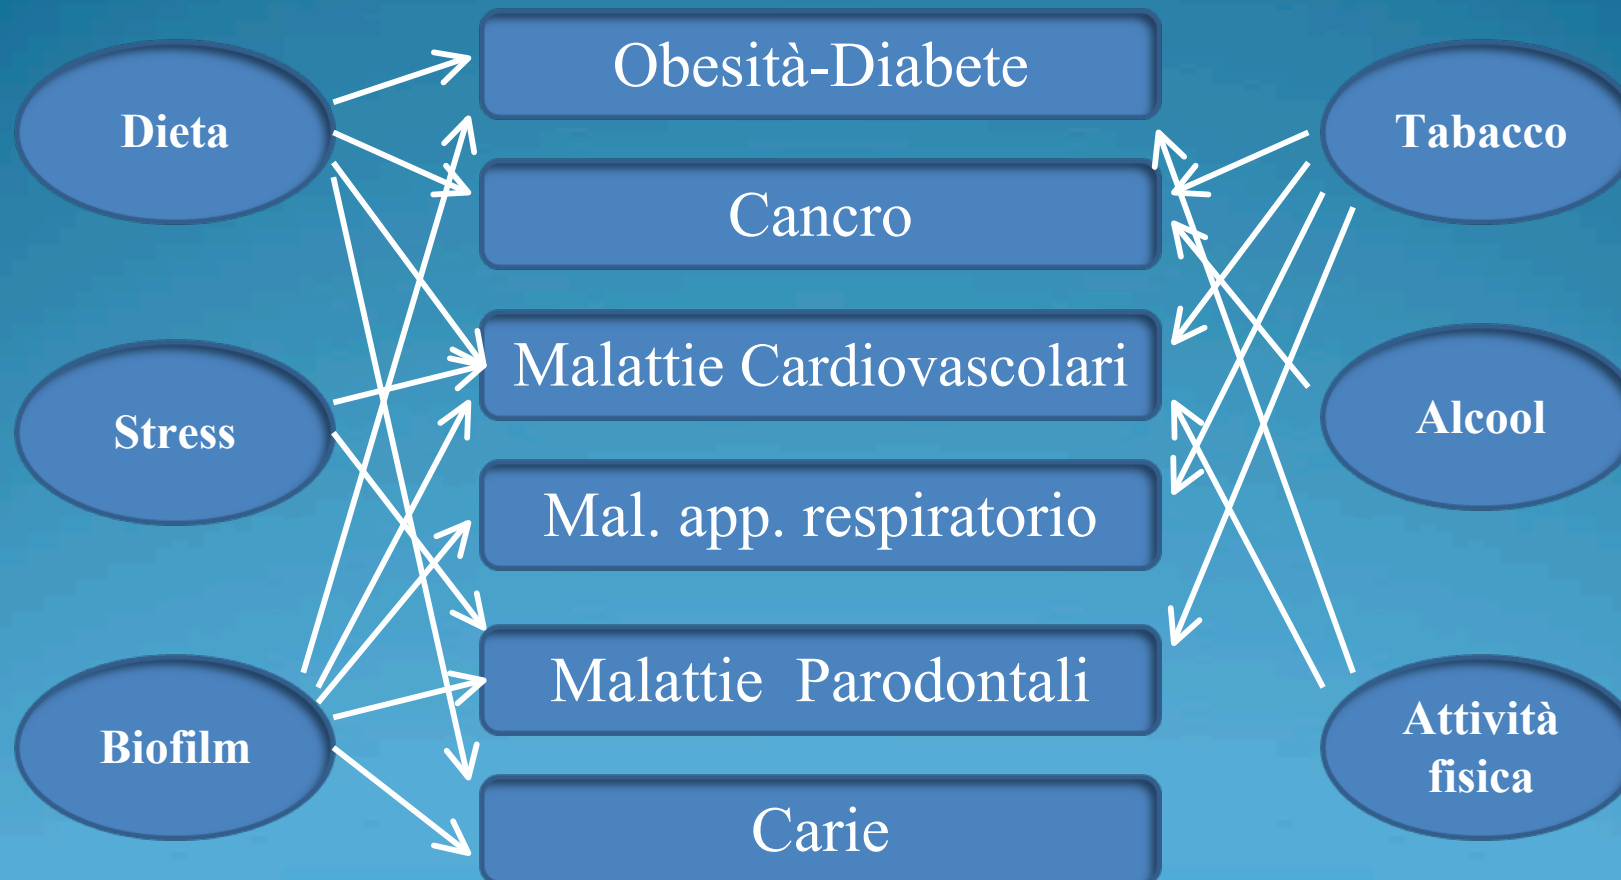 Obesità-Diabete
Dieta
Tabacco
Cancro
Malattie Cardiovascolari
Stress
Alcool
Mal. app. respiratorio
Malattie Parodontali
Biofilm
Attività
fisica
Carie